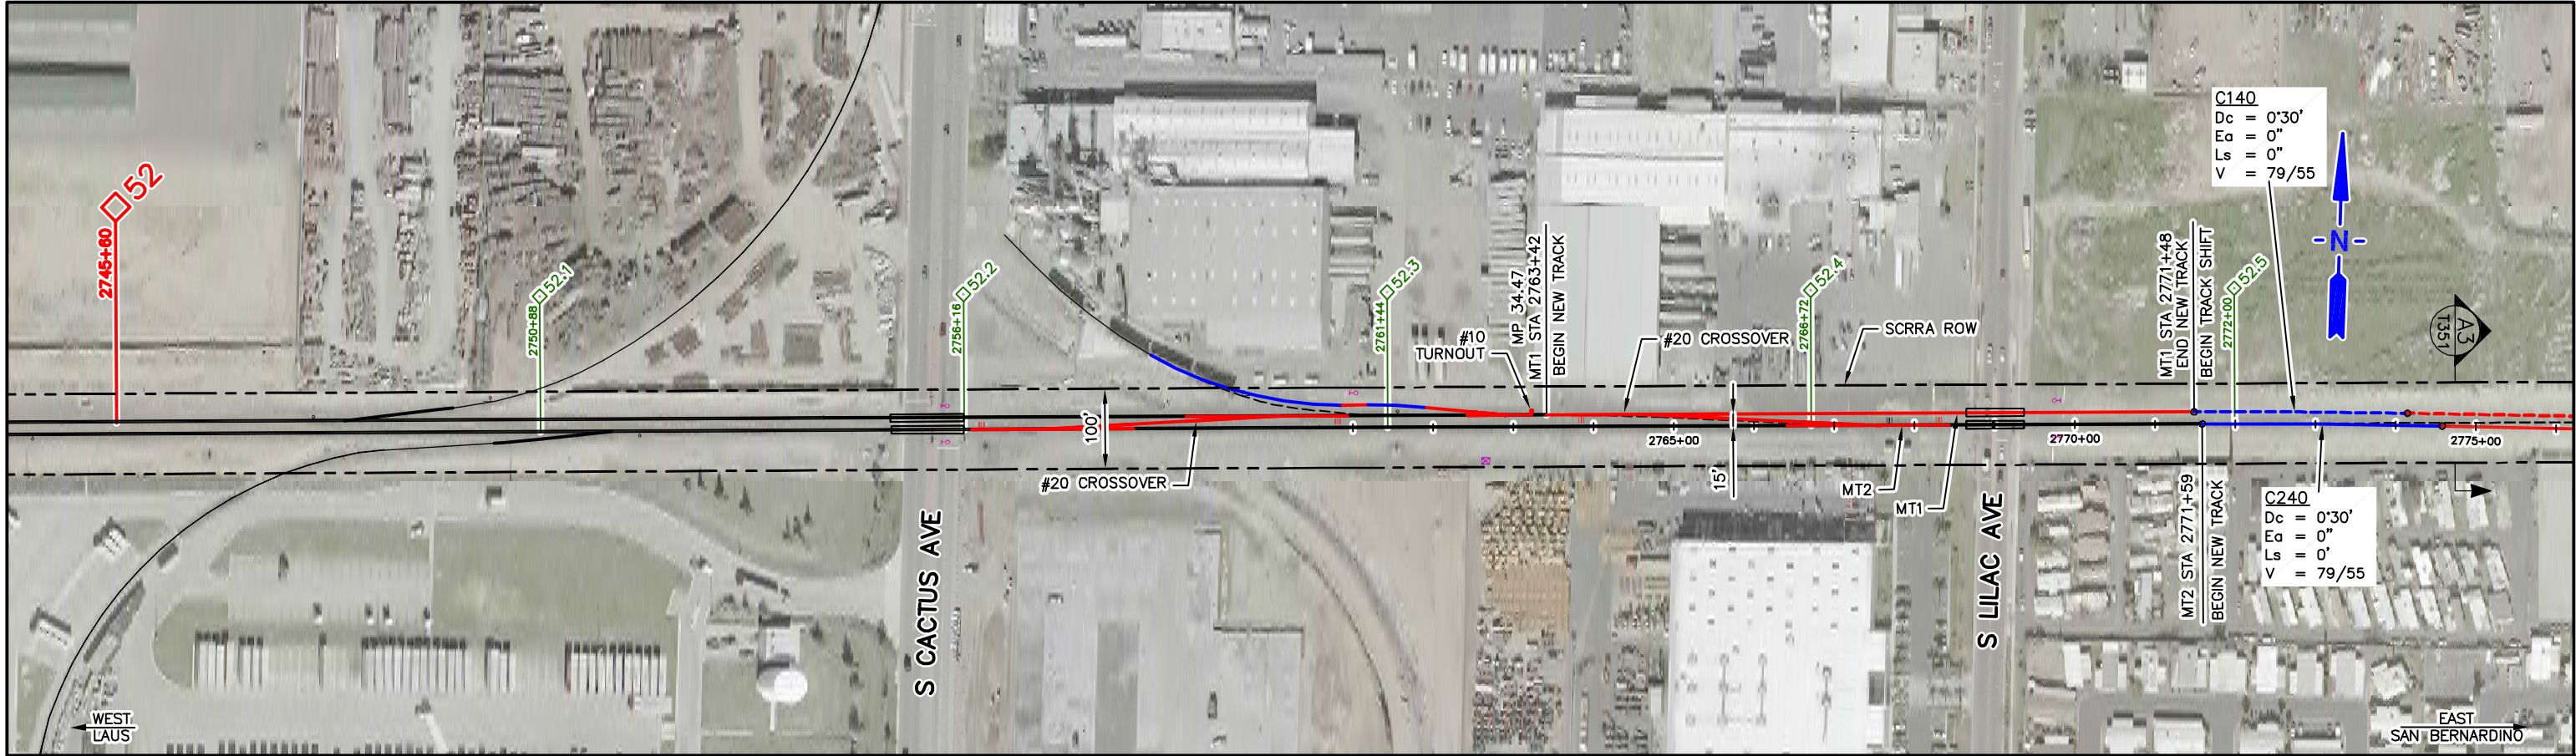 52
2745+60
52.1
2750+88
52.2
2756+16
S CACTUS AVE
100'
#20 CROSSOVER
52.3
2761+44
#10
TURNOUT
MP 34.47
MT1 STA 2763+42
BEGIN NEW TRACK
#20 CROSSOVER
2765+00
15'
52.4
2766+72
SCRRA ROW
MT2
MT1
S LILAC AVE
2770+00
MT1 STA 2771+48
END NEW TRACK
BEGIN TRACK SHIFT
MT2 STA 2771+59
BEGIN NEW TRACK
52.5
2772+00
C140
Dc = 0°30'
Ea = 0"
Ls = 0"
V = 79/55
N
A3
T351
2775+00
C240
Dc = 0°30'
Ea = 0"
Ls = 0'
V = 79/55
WEST
LAUS
EAST
SAN BERNARDINO